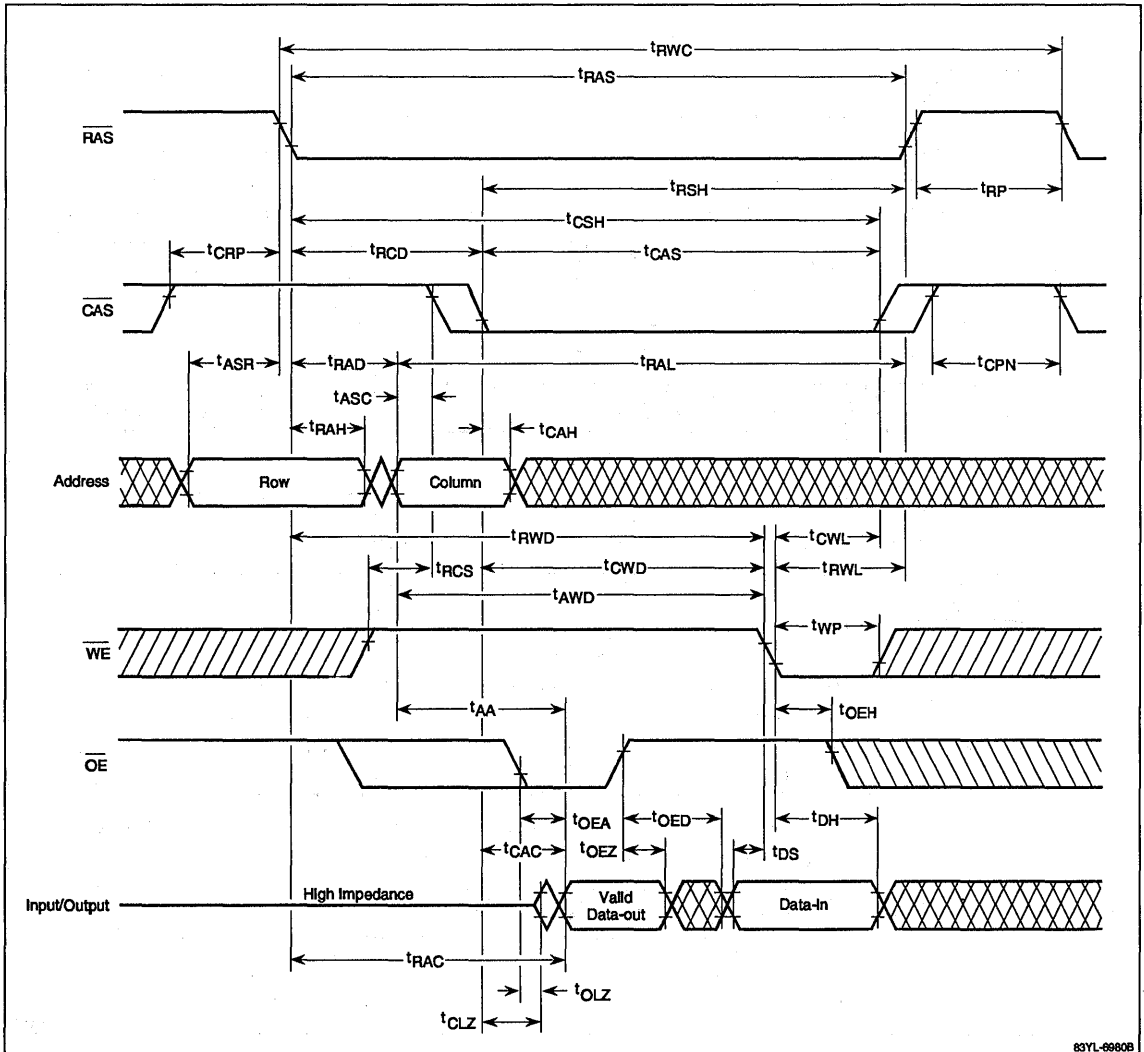 tRWC
tRAS
RAS
tRSH
tRP
tCSH
tCRP
tRCD
tCAS
CAS
tASR
tRAD
tRAL
tCPN
tASC
tRAH
tCAH
Address
Row
Column
tRWD
tCWL
tRCS
tCWD
tRWL
tAWD
tWP
WE
tAA
tOEH
OE
tOEA
tOED
tDH
tCAC
tOEZ
tDS
Input/Output
High Impedance
Valid
Data-out
Data-In
tRAC
tOLZ
tCLZ
83YL-6980B